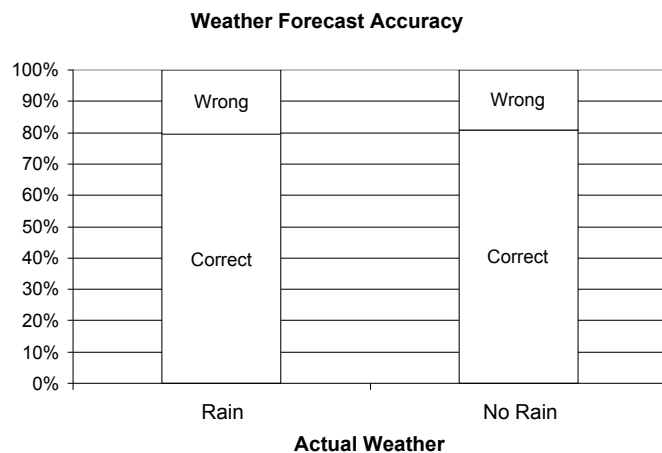 Weather Forecast Accuracy
100%
90%
80%
70%
60%
50%
40%
30%
20%
10%
0%
Wrong
Wrong
Correct
Correct
Rain
No Rain
Actual Weather